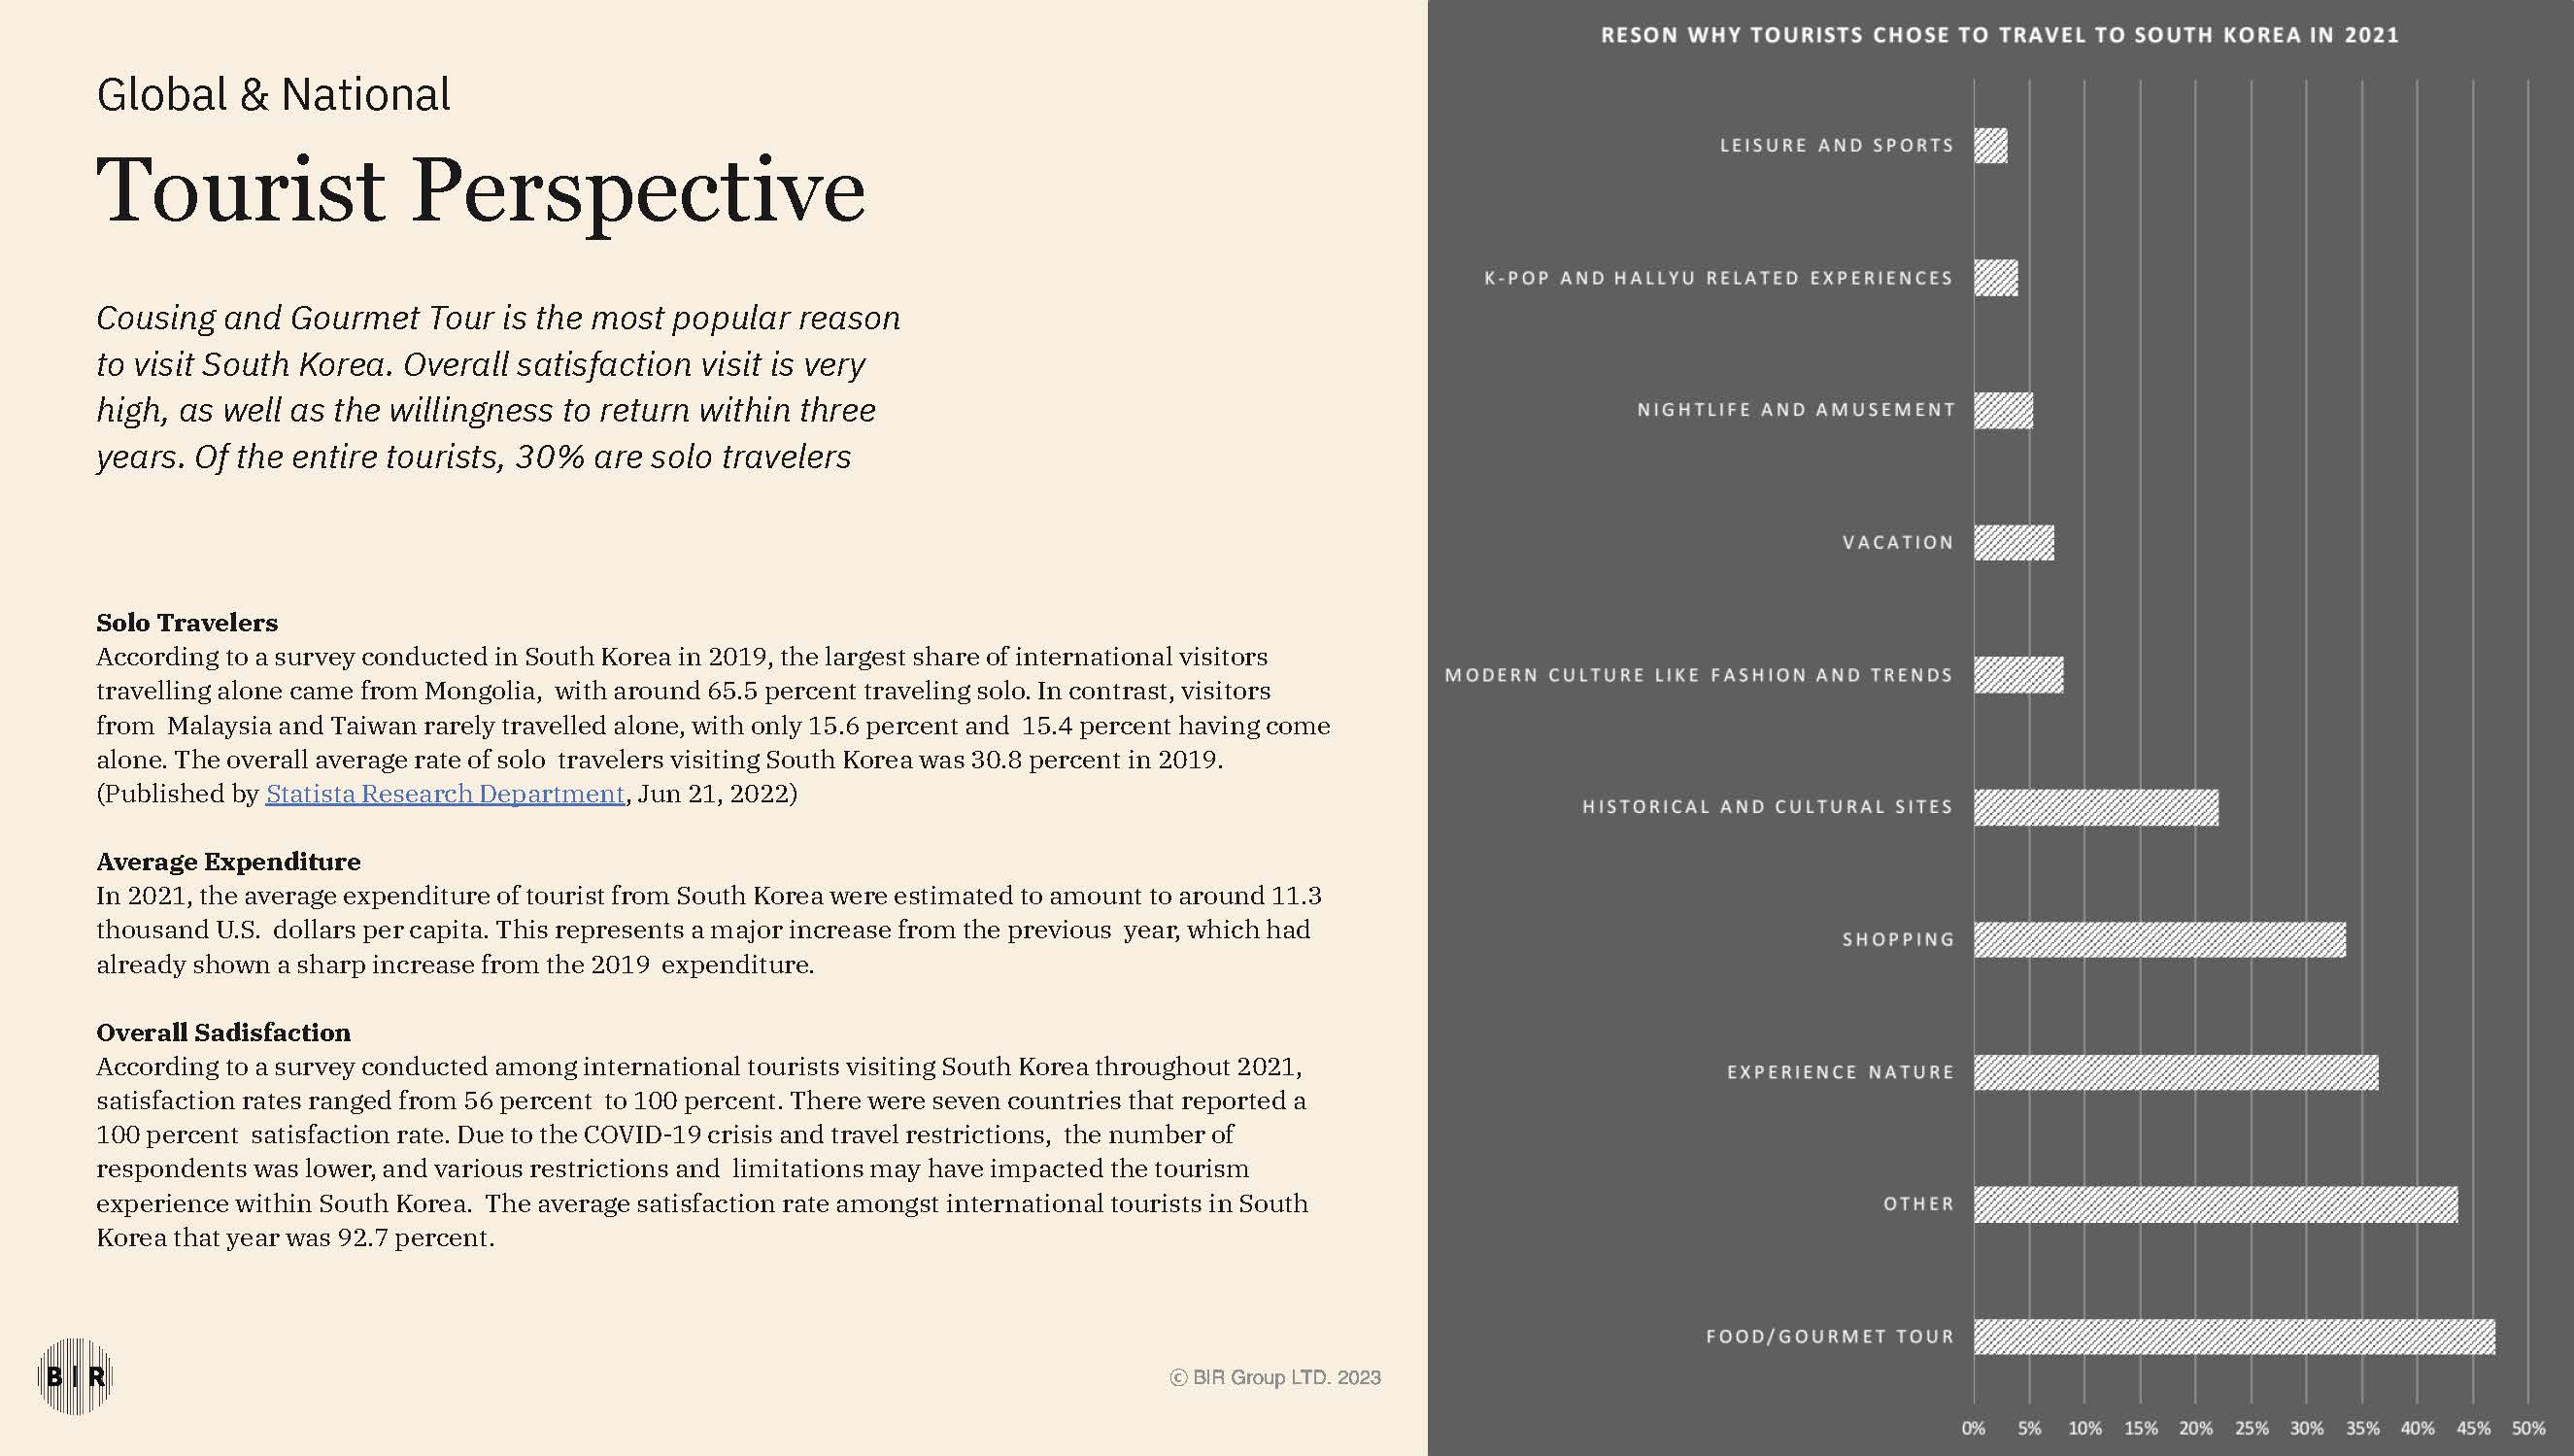 Global & National
Tourist Perspective
Cousing and Gourmet Tour is the most popular reason
to visit South Korea. Overall satisfaction visit is very
high, as well as the willingness to return within three
years. Of the entire tourists, 30% are solo travelers
Solo Travelers
According to a survey conducted in South Korea in 2019, the largest share of international visitors
travelling alone came from Mongolia, with around 65.5 percent traveling solo. In contrast, visitors
from Malaysia and Taiwan rarely travelled alone, with only 15.6 percent and 15.4 percent having come
alone. The overall average rate of solo travelers visiting South Korea was 30.8 percent in 2019.
(Published by Statista Research Department, Jun 21, 2022)
Average Expenditure
In 2021, the average expenditure of tourist from South Korea were estimated to amount to around 11.3
thousand U.S. dollars per capita. This represents a major increase from the previous year, which had
already shown a sharp increase from the 2019 expenditure.
Overall Sadisfaction
According to a survey conducted among international tourists visiting South Korea throughout 2021,
satisfaction rates ranged from 56 percent to 100 percent. There were seven countries that reported a
100 percent satisfaction rate. Due to the COVID-19 crisis and travel restrictions, the number of
respondents was lower, and various restrictions and limitations may have impacted the tourism
experience within South Korea. The average satisfaction rate amongst international tourists in South
Korea that year was 92.7 percent.
BIR
© BIR Group LTD. 2023
RESON WHY TOURISTS CHOSE TO TRAVEL TO SOUTH KOREA IN 2021
LEISURE AND SPORTS
K-POP AND HALLYU RELATED EXPERIENCES
NIGHTLIFE AND AMUSEMENT
VACATION
MODERN CULTURE LIKE FASHION AND TRENDS
HISTORICAL AND CULTURAL SITES
SHOPPING
EXPERIENCE NATURE
OTHER
FOOD/GOURMET TOUR
0% 5% 10% 15% 20% 25% 30% 35% 40% 45% 50%